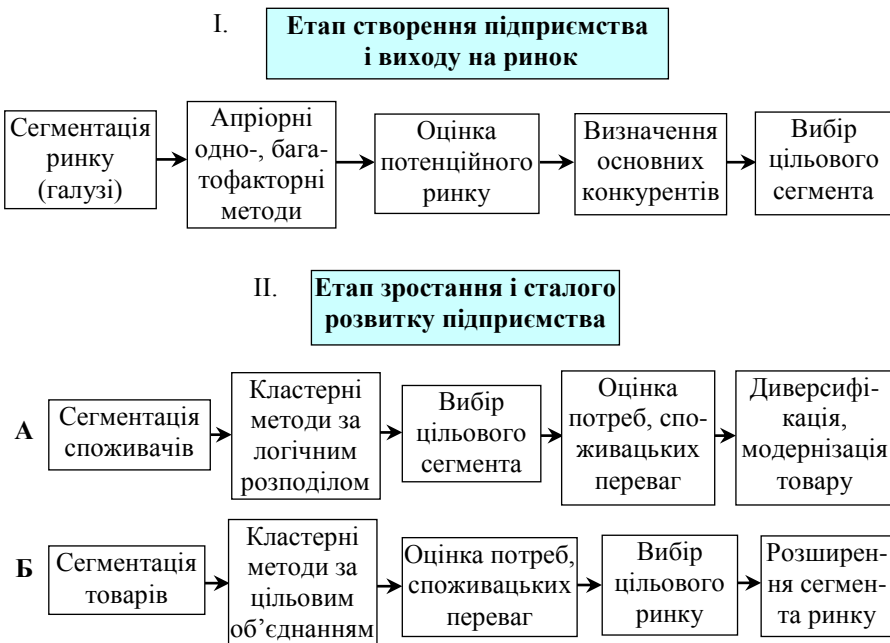 I.
Етап створення підприємства
і виходу на ринок
Сегментація
ринку
(галузі)
Апріорні
одно-, бага-
тофакторні
методи
Оцінка
потенційного
ринку
Визначення
основних
конкурентів
Вибір
цільового
сегмента
II.
Етап зростання і сталого
розвитку підприємства
А
Сегментація
споживачів
Кластерні
методи за
логічним
розподілом
Вибір
цільового
сегмента
Оцінка
потреб, спо-
живацьких
переваг
Диверсифі-
кація,
модернізація
товару
Б
Сегментація
товарів
Кластерні
методи за
цільовим
об’єднанням
Оцінка потреб,
споживацьких
переваг
Вибір
цільового
ринку
Розширен-
ня сегмен-
та ринку